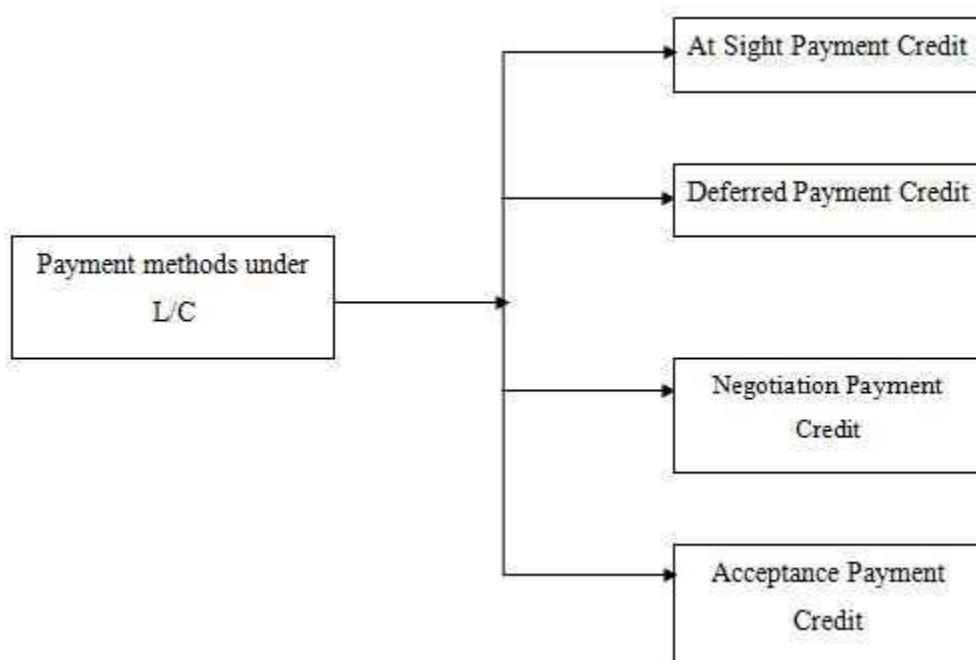 At Sight Payment Credit
Deferred Payment Credit
Payment methods under
L/C
Negotiation Payment
Credit
Acceptance Payment
Credit